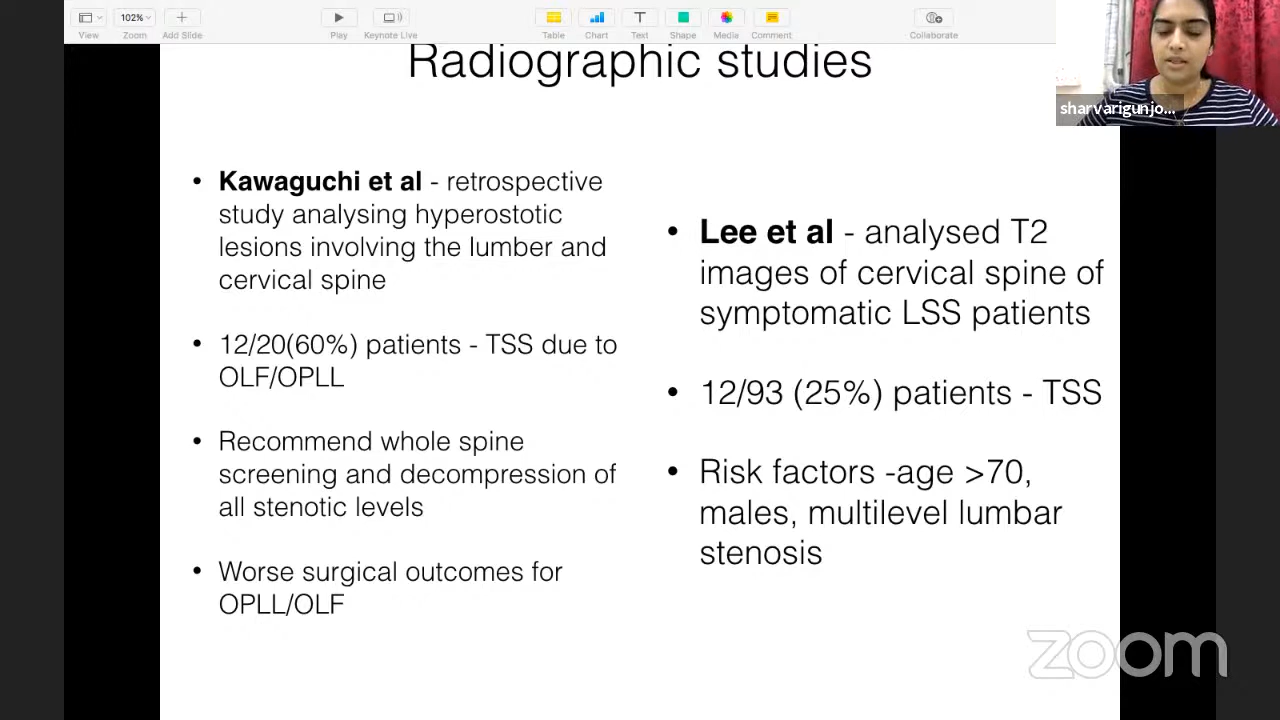 102%
View
Zoom
Add Slide
Play
Keynote Live
Table
Chart
Text
Shape
Media
Comment
Collaborate
sharvarigunjo...
Radiographic studies
• Kawaguchi et al - retrospective
study analysing hyperostotic
lesions involving the lumber and
cervical spine
• 12/20(60%) patients - TSS due to
OLF/OPLL
• Recommend whole spine
screening and decompression of
all stenotic levels
• Worse surgical outcomes for
OPLL/OLF
• Lee et al - analysed T2
images of cervical spine of
symptomatic LSS patients
• 12/93 (25%) patients - TSS
• Risk factors -age >70,
males, multilevel lumbar
stenosis
zoom